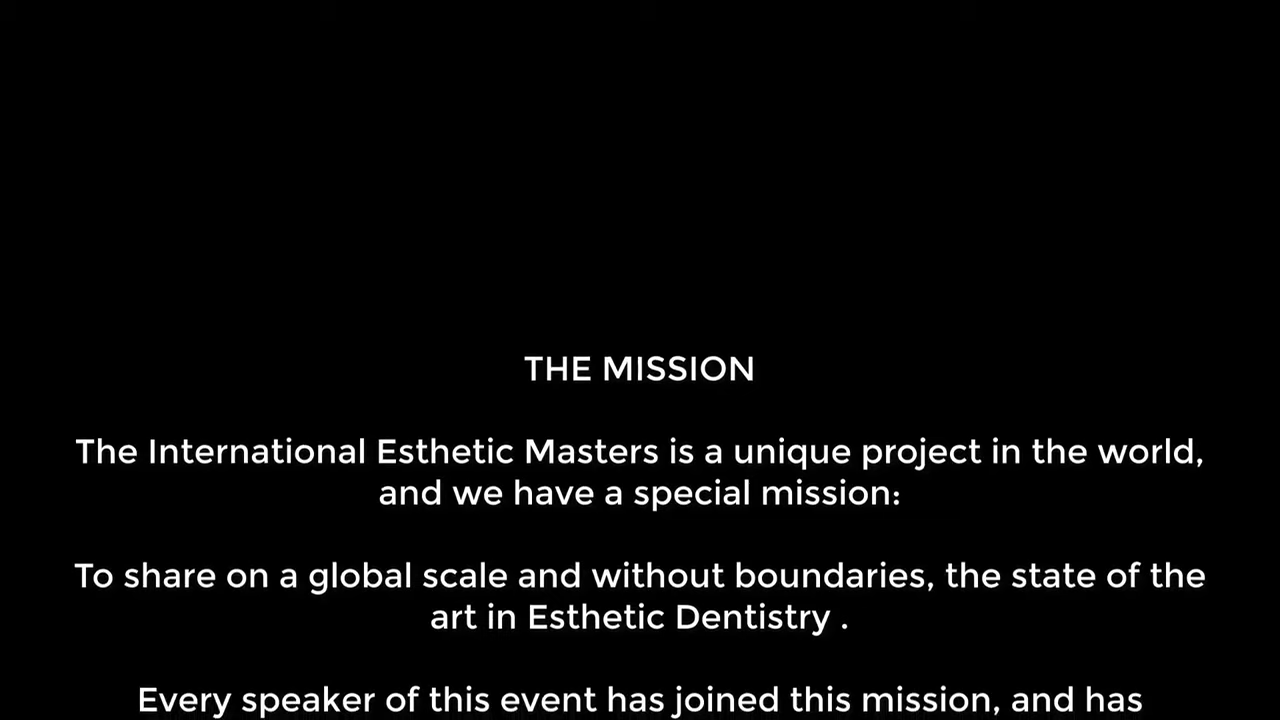 THE MISSION
The International Esthetic Masters is a unique project in the world,
and we have a special mission:
To share on a global scale and without boundaries, the state of the
art in Esthetic Dentistry .
Every speaker of this event has joined this mission, and has